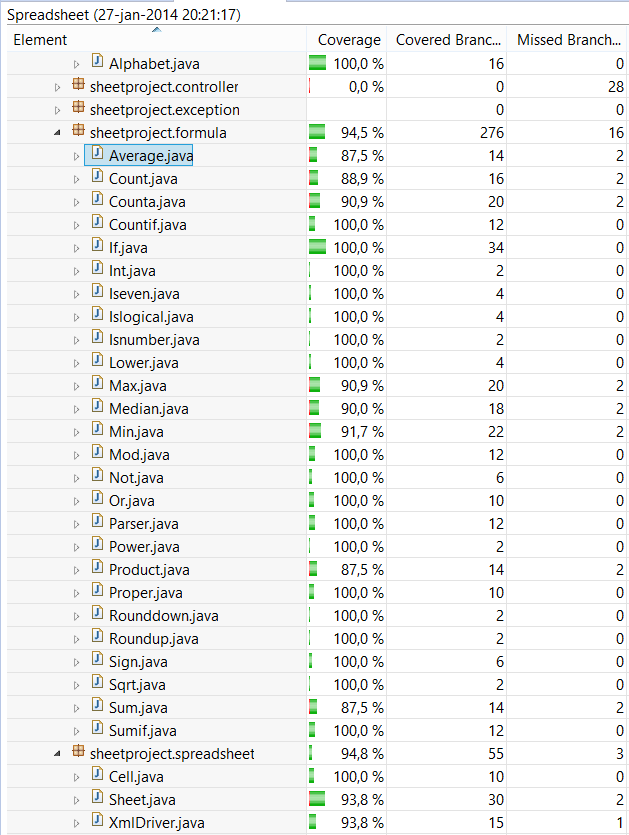 Spreadsheet (27-jan-2014 20:21:17)
Element Coverage Covered Branc... Missed Branch...
Alphabet.java 100,0 % 16 0
sheetproject.controller 0,0 % 0 28
sheetproject.exception 0 0
sheetproject.formula 94,5 % 276 16
Average.java 87,5 % 14 2
Count.java 88,9 % 16 2
Counta.java 90,9 % 20 2
Countif.java 100,0 % 12 0
If.java 100,0 % 34 0
Int.java 100,0 % 2 0
Iseven.java 100,0 % 4 0
Islogical.java 100,0 % 4 0
Isnumber.java 100,0 % 2 0
Lower.java 100,0 % 4 0
Max.java 90,9 % 20 2
Median.java 90,0 % 18 2
Min.java 91,7 % 22 2
Mod.java 100,0 % 12 0
Not.java 100,0 % 6 0
Or.java 100,0 % 10 0
Parser.java 100,0 % 12 0
Power.java 100,0 % 2 0
Product.java 87,5 % 14 2
Proper.java 100,0 % 10 0
Rounddown.java 100,0 % 2 0
Roundup.java 100,0 % 2 0
Sign.java 100,0 % 6 0
Sqrt.java 100,0 % 2 0
Sum.java 87,5 % 14 2
Sumif.java 100,0 % 12 0
sheetproject.spreadsheet 94,8 % 55 3
Cell.java 100,0 % 10 0
Sheet.java 93,8 % 30 2
XmlDriver.java 93,8 % 15 1